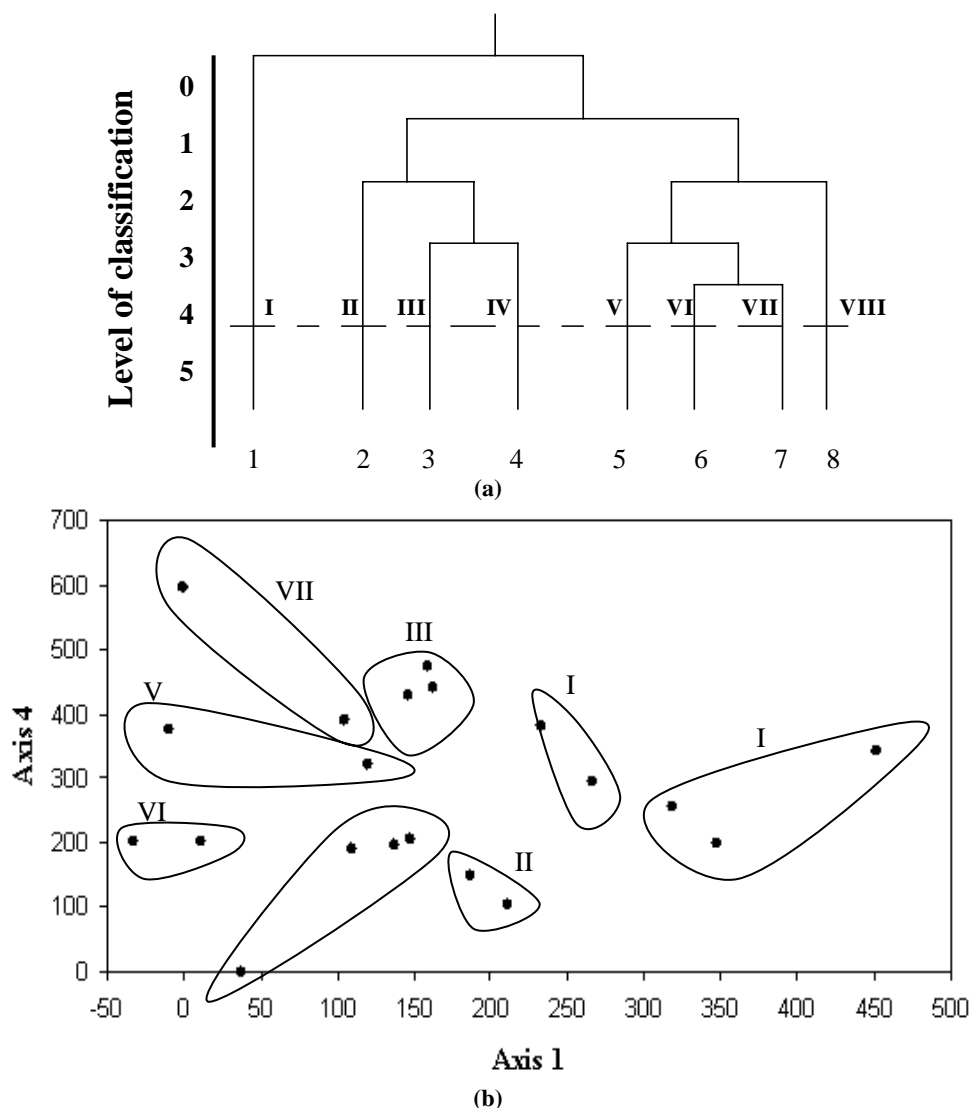 Level of classification
0
1
2
3
4
5
I II III IV V VI VII VIII
1 2 3 4 5 6 7 8
(a)
700
600
500
400
300
200
100
0
Axis 4
VII
III
V
I
I
VI
II
-50 0 50 100 150 200 250 300 350 400 450 500
Axis 1
(b)